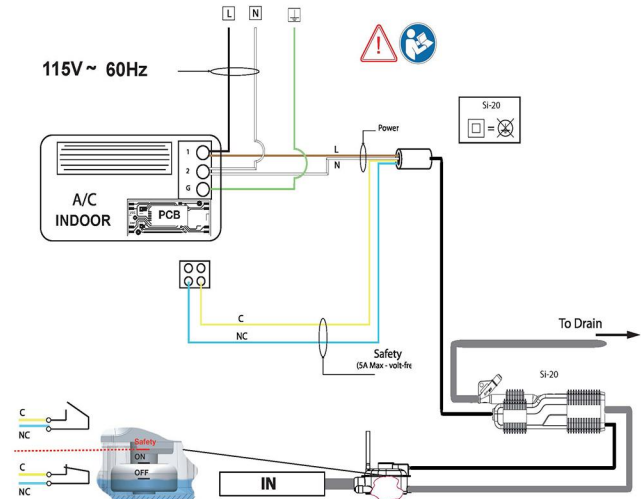 L N
115V~ 60Hz
Si-20
=
Power
L
N
1
2
G
A/C
INDOOR
PCB
C
NC
Safety
(5A Max - volt-fre
To Drain
Si-20
C
NC
Safety
ON
OFF
C
NC
IN